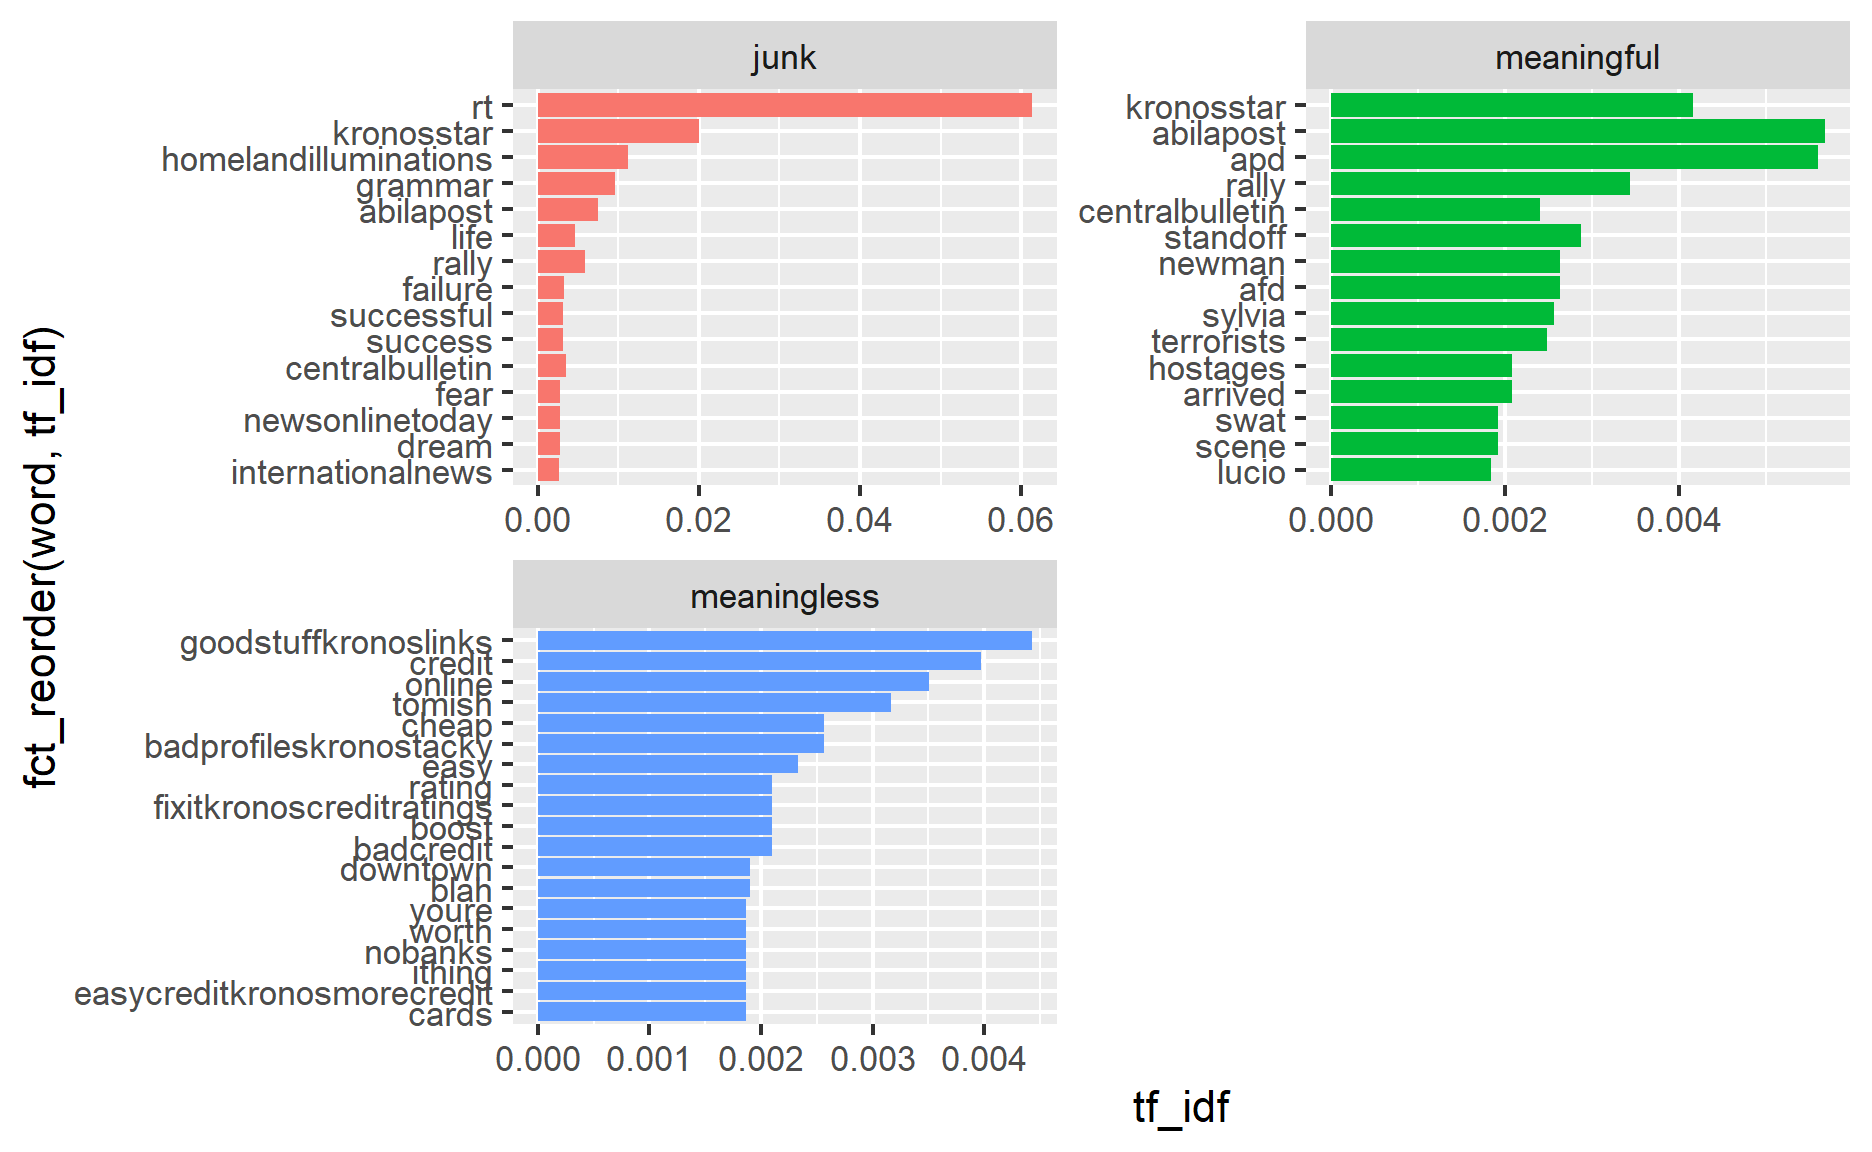 junk
rt
kronosstar
homelandilluminations
grammar
abilapost
life
rally
failure
successful
success
centralbulletin
fear
newsonlinetoday
dream
internationalnews
0.00 0.02 0.04 0.06
meaningful
kronosstar
abilapost
apd
rally
centralbulletin
standoff
newman
afd
sylvia
terrorists
hostages
arrived
swat
scene
lucio
0.000 0.002 0.004
meaningless
goodstuffkronoslinks
credit
online
tomish
cheap
badprofileskronostacky
easy
rating
fixitkronoscreditratings
boost
badcredit
downtown
blah
youre
worth
nobanks
ithing
easycreditkronosmorecredit
cards
0.000 0.001 0.002 0.003 0.004
fct_reorder(word, tf_idf)
tf_idf